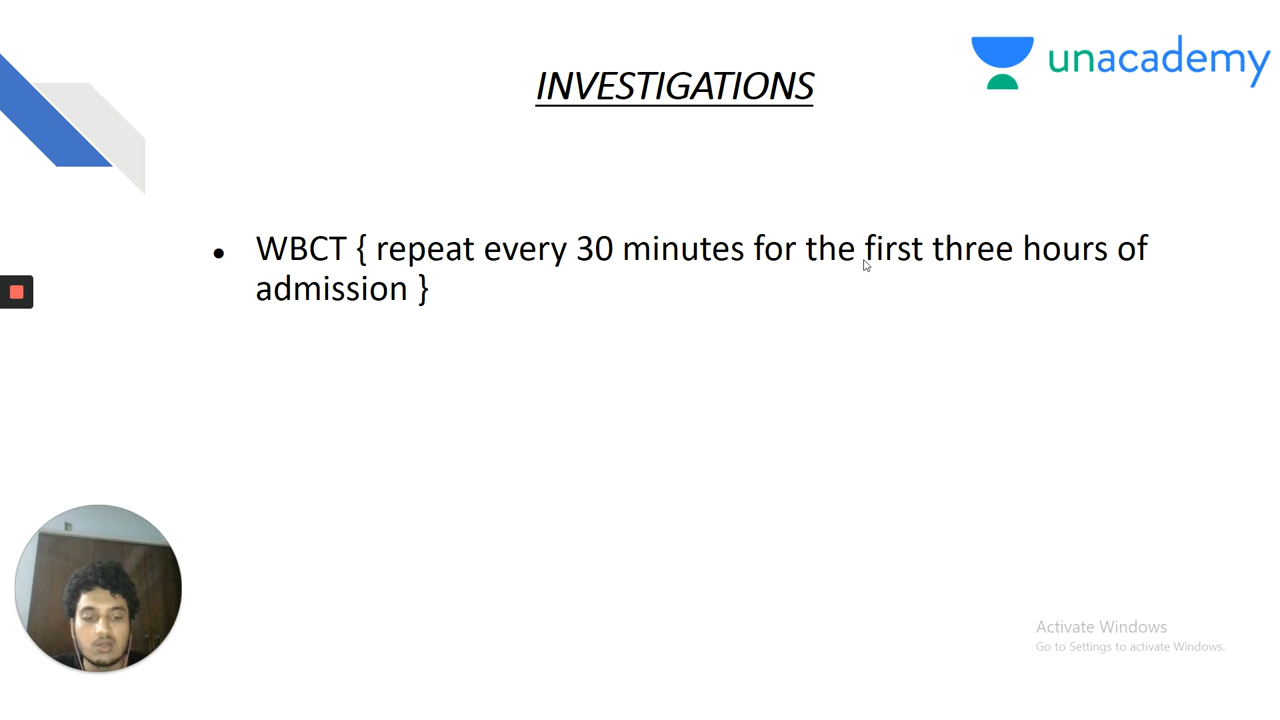 unacademy
INVESTIGATIONS
• WBCT { repeat every 30 minutes for the first three hours of
admission }
Activate Windows
Go to Settings to activate Windows.